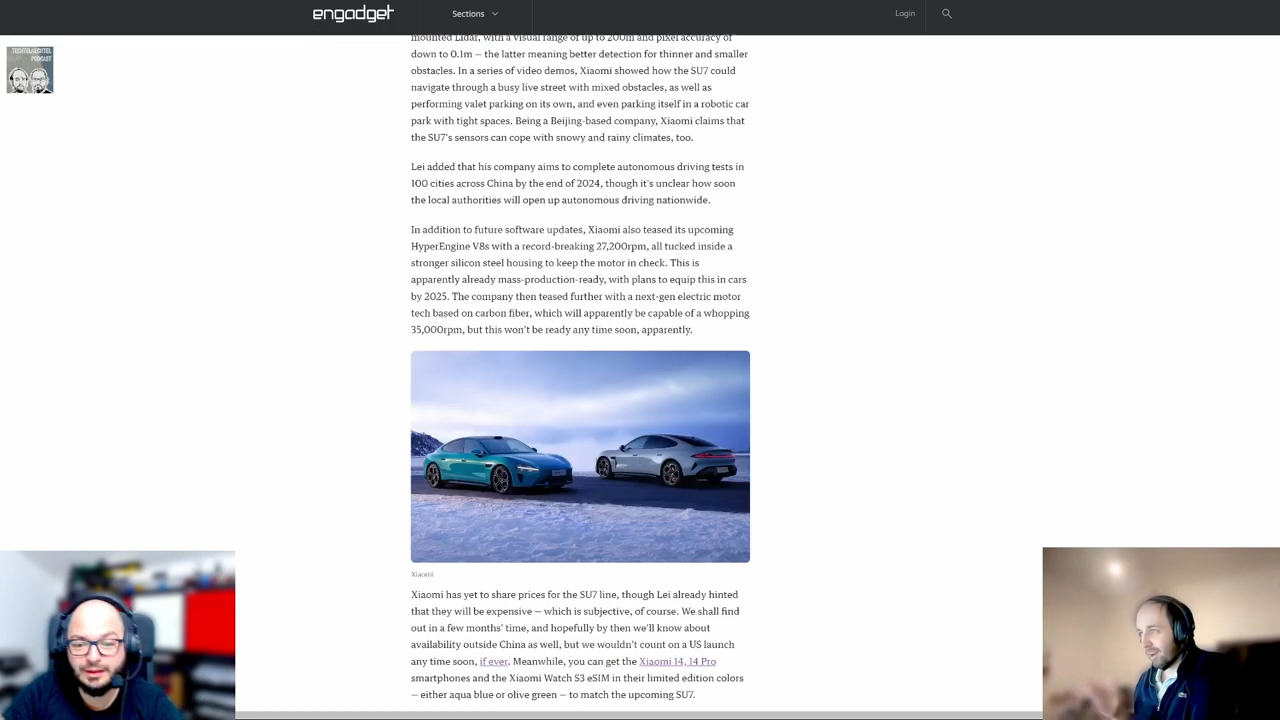 engadget
Sections
Login
TECHTELMECHTEL
PODCAST
mounted Lidar, with a visual range of up to 200m and pixel accuracy of
down to 0.1m — the latter meaning better detection for thinner and smaller
obstacles. In a series of video demos, Xiaomi showed how the SU7 could
navigate through a busy live street with mixed obstacles, as well as
performing valet parking on its own, and even parking itself in a robotic car
park with tight spaces. Being a Beijing-based company, Xiaomi claims that
the SU7's sensors can cope with snowy and rainy climates, too.
Lei added that his company aims to complete autonomous driving tests in
100 cities across China by the end of 2024, though it's unclear how soon
the local authorities will open up autonomous driving nationwide.
In addition to future software updates, Xiaomi also teased its upcoming
HyperEngine V8s with a record-breaking 27,200rpm, all tucked inside a
stronger silicon steel housing to keep the motor in check. This is
apparently already mass-production-ready, with plans to equip this in cars
by 2025. The company then teased further with a next-gen electric motor
tech based on carbon fiber, which will apparently be capable of a whopping
35,000rpm, but this won't be ready any time soon, apparently.
Xiaomi
Xiaomi has yet to share prices for the SU7 line, though Lei already hinted
that they will be expensive — which is subjective, of course. We shall find
out in a few months' time, and hopefully by then we'll know about
availability outside China as well, but we wouldn't count on a US launch
any time soon, if ever. Meanwhile, you can get the Xiaomi 14, 14 Pro
smartphones and the Xiaomi Watch S3 eSIM in their limited edition colors
— either aqua blue or olive green — to match the upcoming SU7.